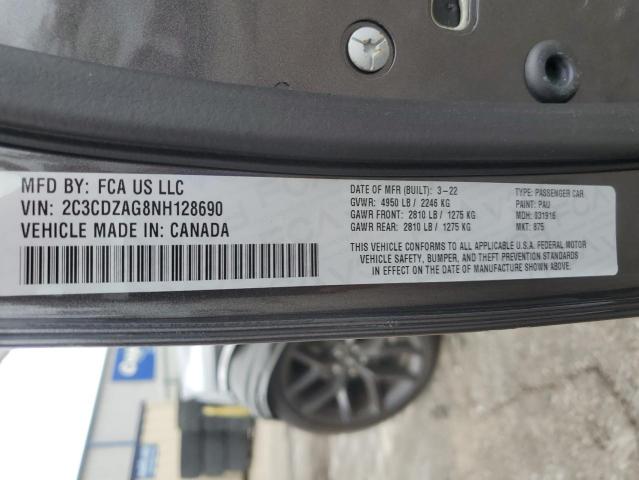 MFD BY: FCA US LLC
VIN: 2C3CDZAG8NH128690
VEHICLE MADE IN: CANADA
DATE OF MFR (BUILT): 3-22
GVWR: 4950 LB / 2246 KG
GAWR FRONT: 2810 LB / 1275 KG
GAWR REAR: 2810 LB / 1275 KG
TYPE: PASSENGER CAR
PAINT: PAU
MDH: 031916
MKT: 875
THIS VEHICLE CONFORMS TO ALL APPLICABLE U.S.A. FEDERAL MOTOR
VEHICLE SAFETY, BUMPER, AND THEFT PREVENTION STANDARDS
IN EFFECT ON THE DATE OF MANUFACTURE SHOWN ABOVE.